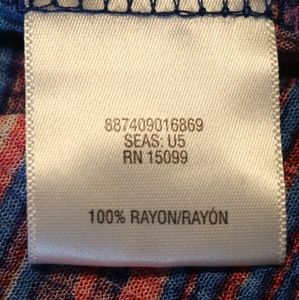 887409016869
SEAS: U5
RN 15099
100% RAYON/RAYÓN